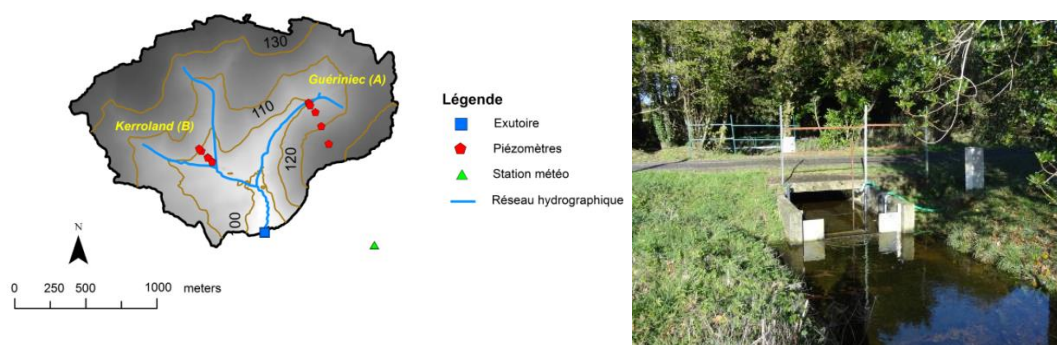 130
Guériniec (A)
110
Kerroland (B)
120
100
N
0 250 500 1000 meters
Légende
Exutoire
Piézomètres
Station météo
Réseau hydrographique